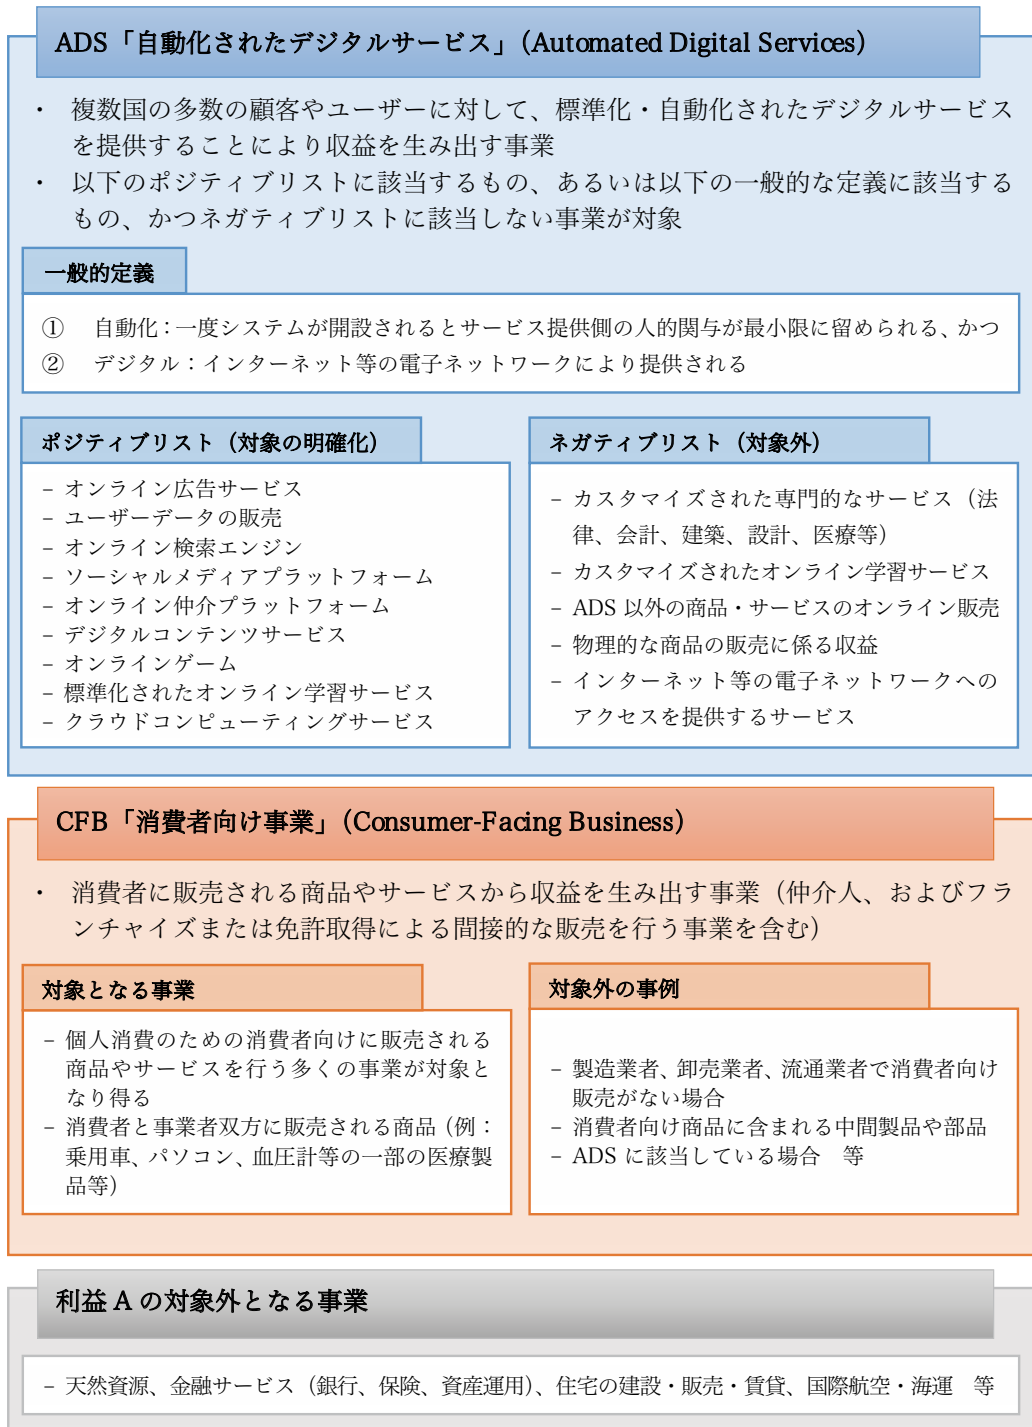 ADS「自動化されたデジタルサービス」（Automated Digital Services）
・ 複数国の多数の顧客やユーザーに対して、標準化・自動化されたデジタルサービス
を提供することにより収益を生み出す事業
・ 以下のポジティブリストに該当するもの、あるいは以下の一般的な定義に該当する
もの、かつネガティブリストに該当しない事業が対象
一般的定義
① 自動化：一度システムが開設されるとサービス提供側の人的関与が最小限に留められる、かつ
② デジタル：インターネット等の電子ネットワークにより提供される
ポジティブリスト（対象の明確化）
− オンライン広告サービス
− ユーザーデータの販売
− オンライン検索エンジン
− ソーシャルメディアプラットフォーム
− オンライン仲介プラットフォーム
− デジタルコンテンツサービス
− オンラインゲーム
− 標準化されたオンライン学習サービス
− クラウドコンピューティングサービス
ネガティブリスト（対象外）
− カスタマイズされた専門的なサービス（法
律、会計、建築、設計、医療等）
− カスタマイズされたオンライン学習サービス
− ADS 以外の商品・サービスのオンライン販売
− 物理的な商品の販売に係る収益
− インターネット等の電子ネットワークへの
アクセスを提供するサービス
CFB「消費者向け事業」（Consumer-Facing Business）
・ 消費者に販売される商品やサービスから収益を生み出す事業（仲介人、およびフラ
ンチャイズまたは免許取得による間接的な販売を行う事業を含む）
対象となる事業
− 個人消費のための消費者向けに販売される
商品やサービスを行う多くの事業が対象と
なり得る
− 消費者と事業者双方に販売される商品（例：
乗用車、パソコン、血圧計等の一部の医療製
品等）
対象外の事例
− 製造業者、卸売業者、流通業者で消費者向け
販売がない場合
− 消費者向け商品に含まれる中間製品や部品
− ADS に該当している場合　等
利益 A の対象外となる事業
− 天然資源、金融サービス（銀行、保険、資産運用）、住宅の建設・販売・賃貸、国際航空・海運　等